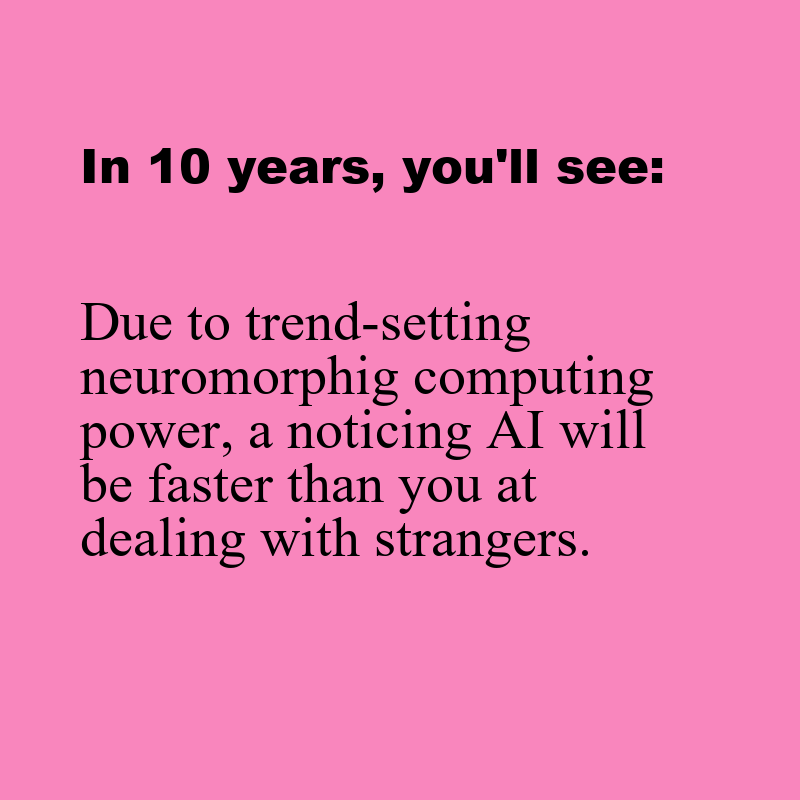 In 10 years, you'll see:
Due to trend-setting
neuromorphig computing
power, a noticing AI will
be faster than you at
dealing with strangers.